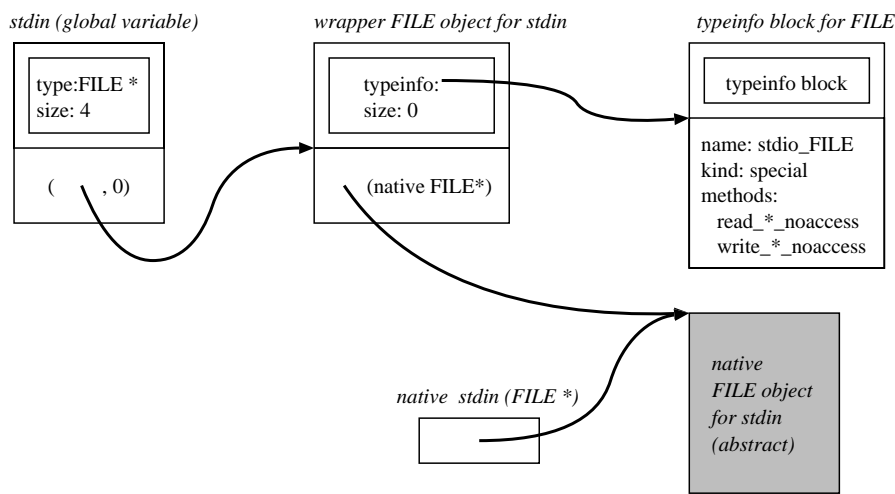 stdin (global variable)
type:FILE *
size: 4
( , 0)
wrapper FILE object for stdin
typeinfo:
size: 0
(native FILE*)
typeinfo block for FILE
typeinfo block
name: stdio_FILE
kind: special
methods:
read_*_noaccess
write_*_noaccess
native stdin (FILE *)
native
FILE object
for stdin
(abstract)